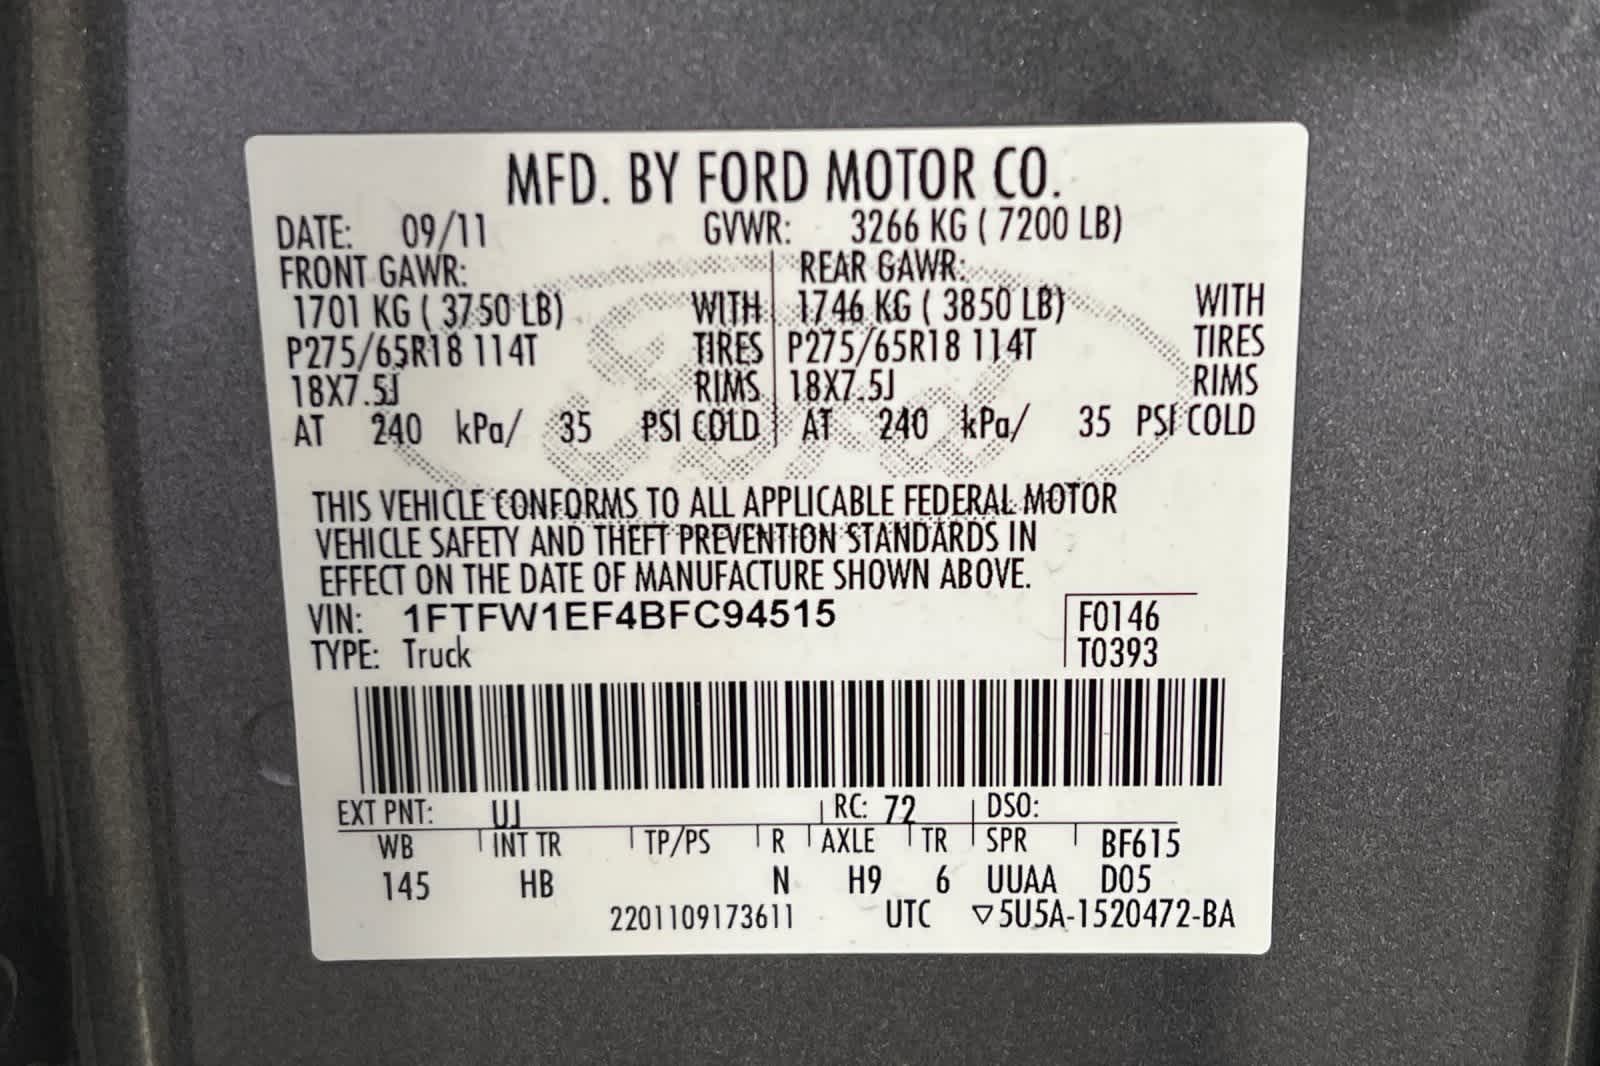 MFD. BY FORD MOTOR CO.
DATE: 09/11 GVWR: 3266 KG ( 7200 LB)
FRONT GAWR: REAR GAWR:
1701 KG ( 3750 LB) WITH 1746 KG ( 3850 LB) WITH
P275/65R18 114T TIRES P275/65R18 114T TIRES
18X7.5J RIMS 18X7.5J RIMS
AT 240 kPa/ 35 PSI COLD AT 240 kPa/ 35 PSI COLD
Ford
THIS VEHICLE CONFORMS TO ALL APPLICABLE FEDERAL MOTOR
VEHICLE SAFETY AND THEFT PREVENTION STANDARDS IN
EFFECT ON THE DATE OF MANUFACTURE SHOWN ABOVE.
VIN: 1FTFW1EF4BFC94515 F0146
TYPE: Truck T0393
EXT PNT: UJ RC: 72 DSO:
WB INT TR TP/PS R AXLE TR SPR BF615
145 HB N H9 6 UUAA D05
2201109173611 UTC ▽5U5A-1520472-BA